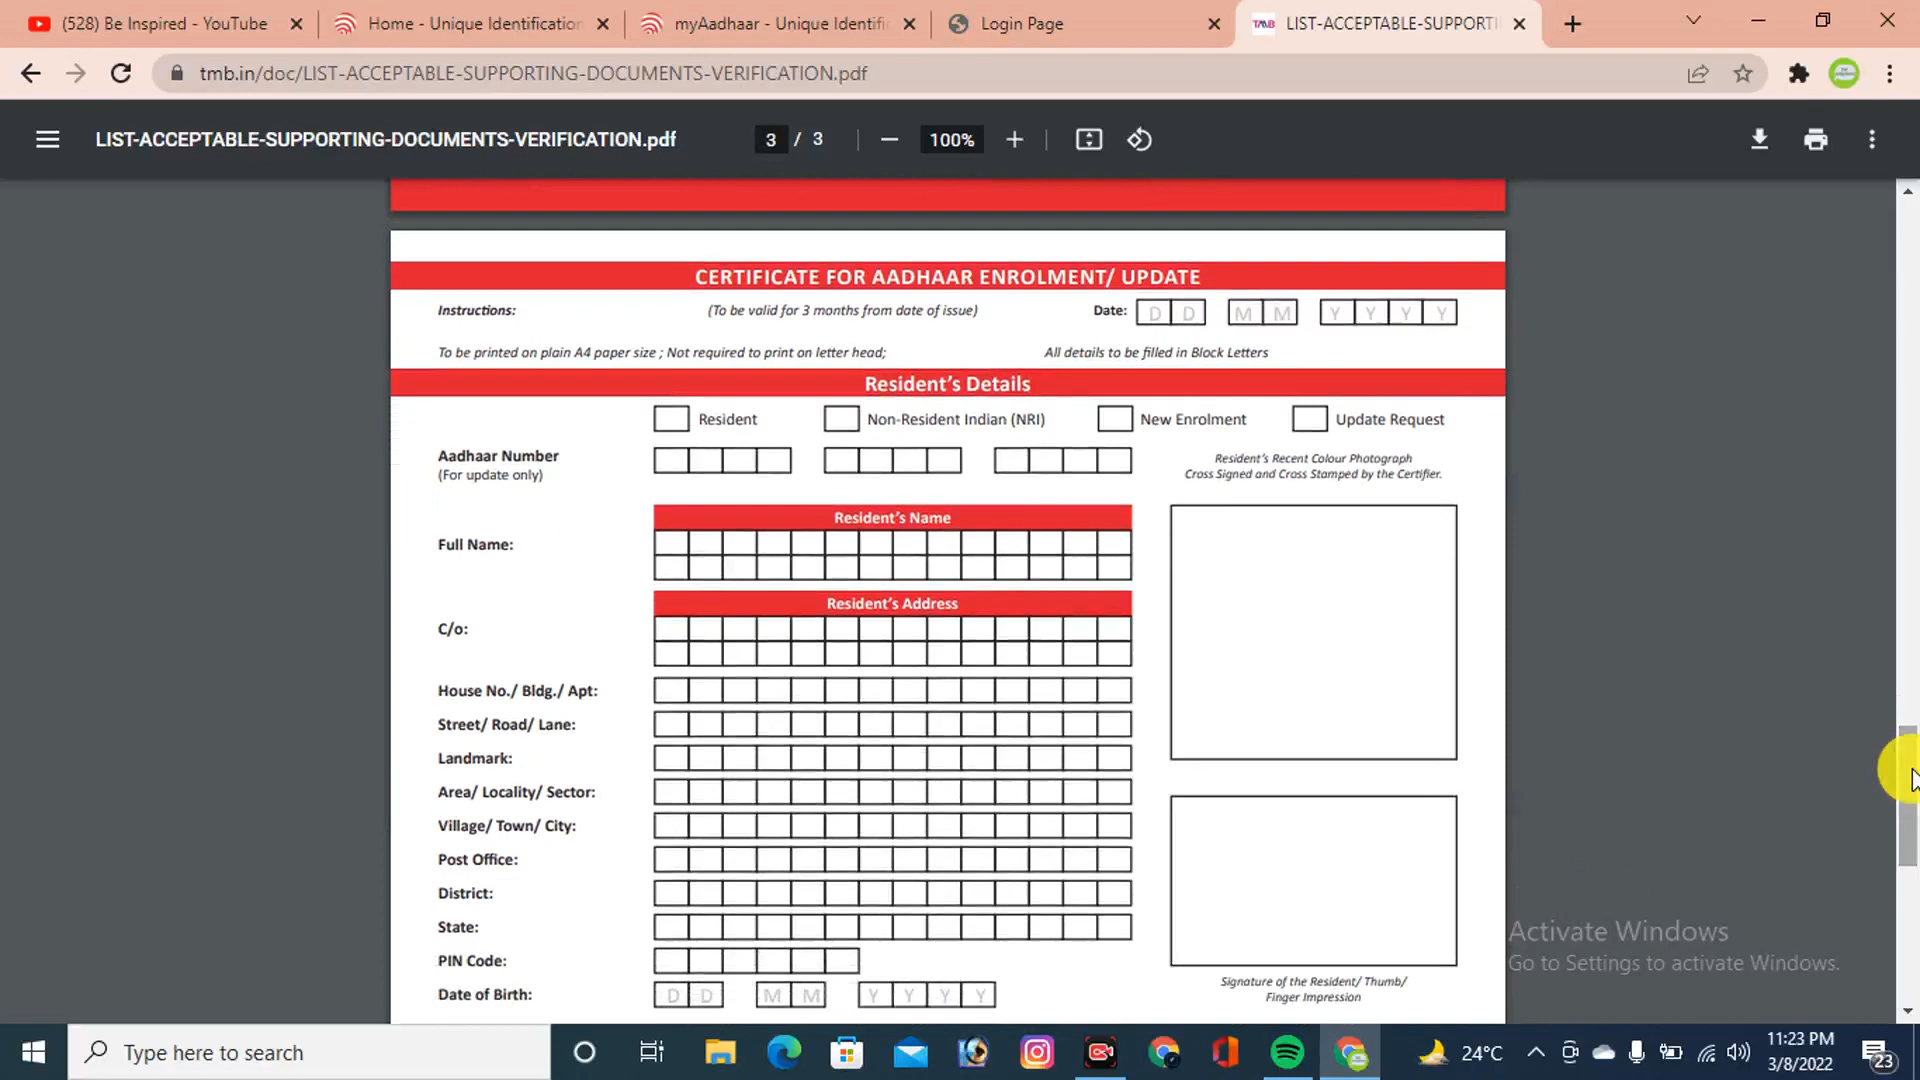 (528) Be Inspired - YouTube
Home - Unique Identification
myAadhaar - Unique Identifi
Login Page
TMB LIST-ACCEPTABLE-SUPPORTI
tmb.in/doc/LIST-ACCEPTABLE-SUPPORTING-DOCUMENTS-VERIFICATION.pdf
LIST-ACCEPTABLE-SUPPORTING-DOCUMENTS-VERIFICATION.pdf 3 / 3 100%
CERTIFICATE FOR AADHAAR ENROLMENT/ UPDATE
Instructions: (To be valid for 3 months from date of issue) Date: D D M M Y Y Y Y
To be printed on plain A4 paper size ; Not required to print on letter head; All details to be filled in Block Letters
Resident's Details
Resident Non-Resident Indian (NRI) New Enrolment Update Request
Aadhaar Number
(For update only)
Resident's Recent Colour Photograph
Cross Signed and Cross Stamped by the Certifier.
Resident's Name
Full Name:
Resident's Address
C/o:
House No./ Bldg./ Apt:
Street/ Road/ Lane:
Landmark:
Area/ Locality/ Sector:
Village/ Town/ City:
Post Office:
District:
State:
PIN Code:
Date of Birth: D D M M Y Y Y Y
Signature of the Resident/ Thumb/
Finger Impression
Activate Windows
Go to Settings to activate Windows.
Type here to search
24°C
11:23 PM
3/8/2022
23